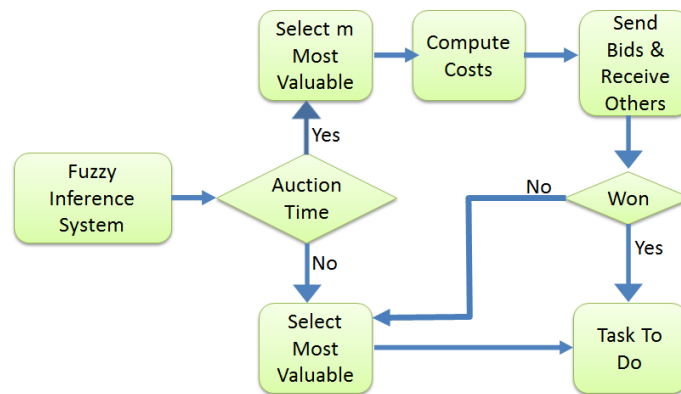 Select m
Most
Valuable
Compute
Costs
Send
Bids &
Receive
Others
Yes
Fuzzy
Inference
System
Auction
Time
No
Won
No
Yes
Select
Most
Valuable
Task To
Do